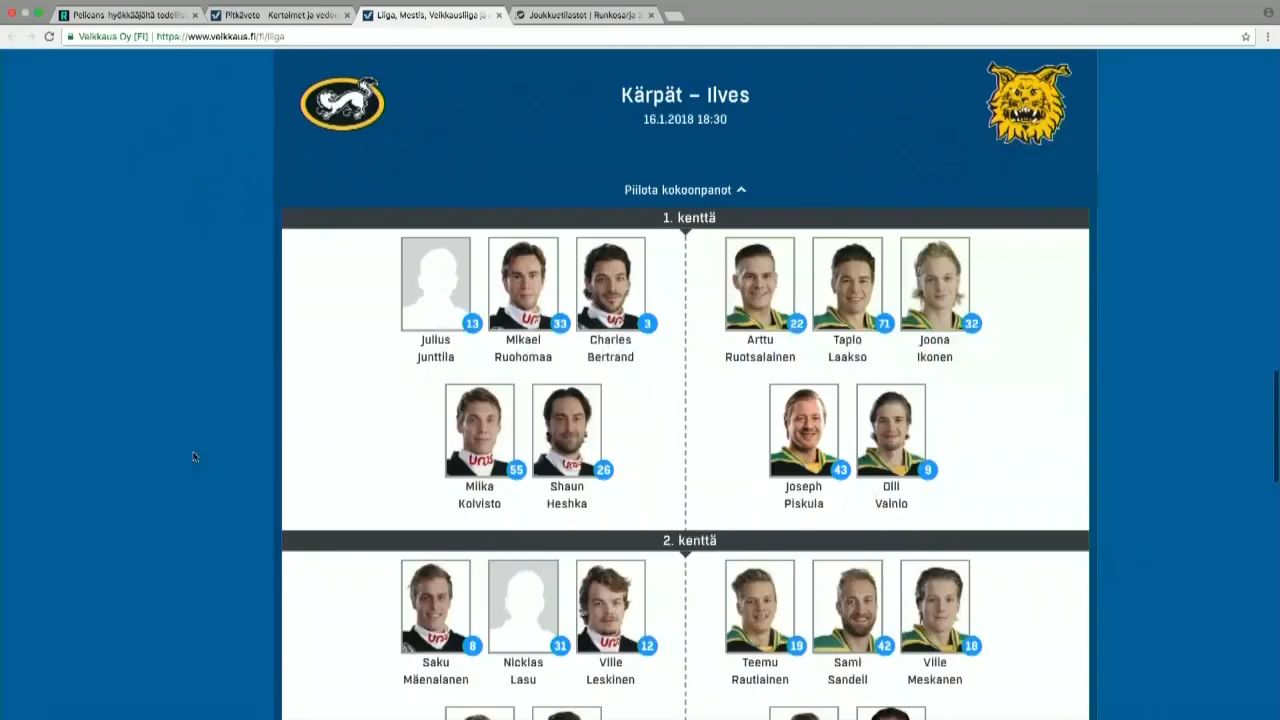 Pelicans-hyökkääjältä todellist
Pitkäveto - Kertoimet ja vedon
Liiga, Mestis, Veikkausliiga ja m
Joukkuetilastot | Runkosarja 2
Veikkaus Oy [FI] | https://www.veikkaus.fi/fi/liiga
Kärpät – Ilves
16.1.2018 18:30
Piilota kokoonpanot
1. kenttä
13 33 3 22 71 32
Julius Mikael Charles Arttu Tapio Joona
Junttila Ruohomaa Bertrand Ruotsalainen Laakso Ikonen
55 26 43 9
Miika Shaun Joseph Olli
Koivisto Heshka Piskula Vainio
2. kenttä
8 31 12 19 42 18
Saku Nicklas Ville Teemu Sami Ville
Mäenalanen Lasu Leskinen Rautiainen Sandell Meskanen